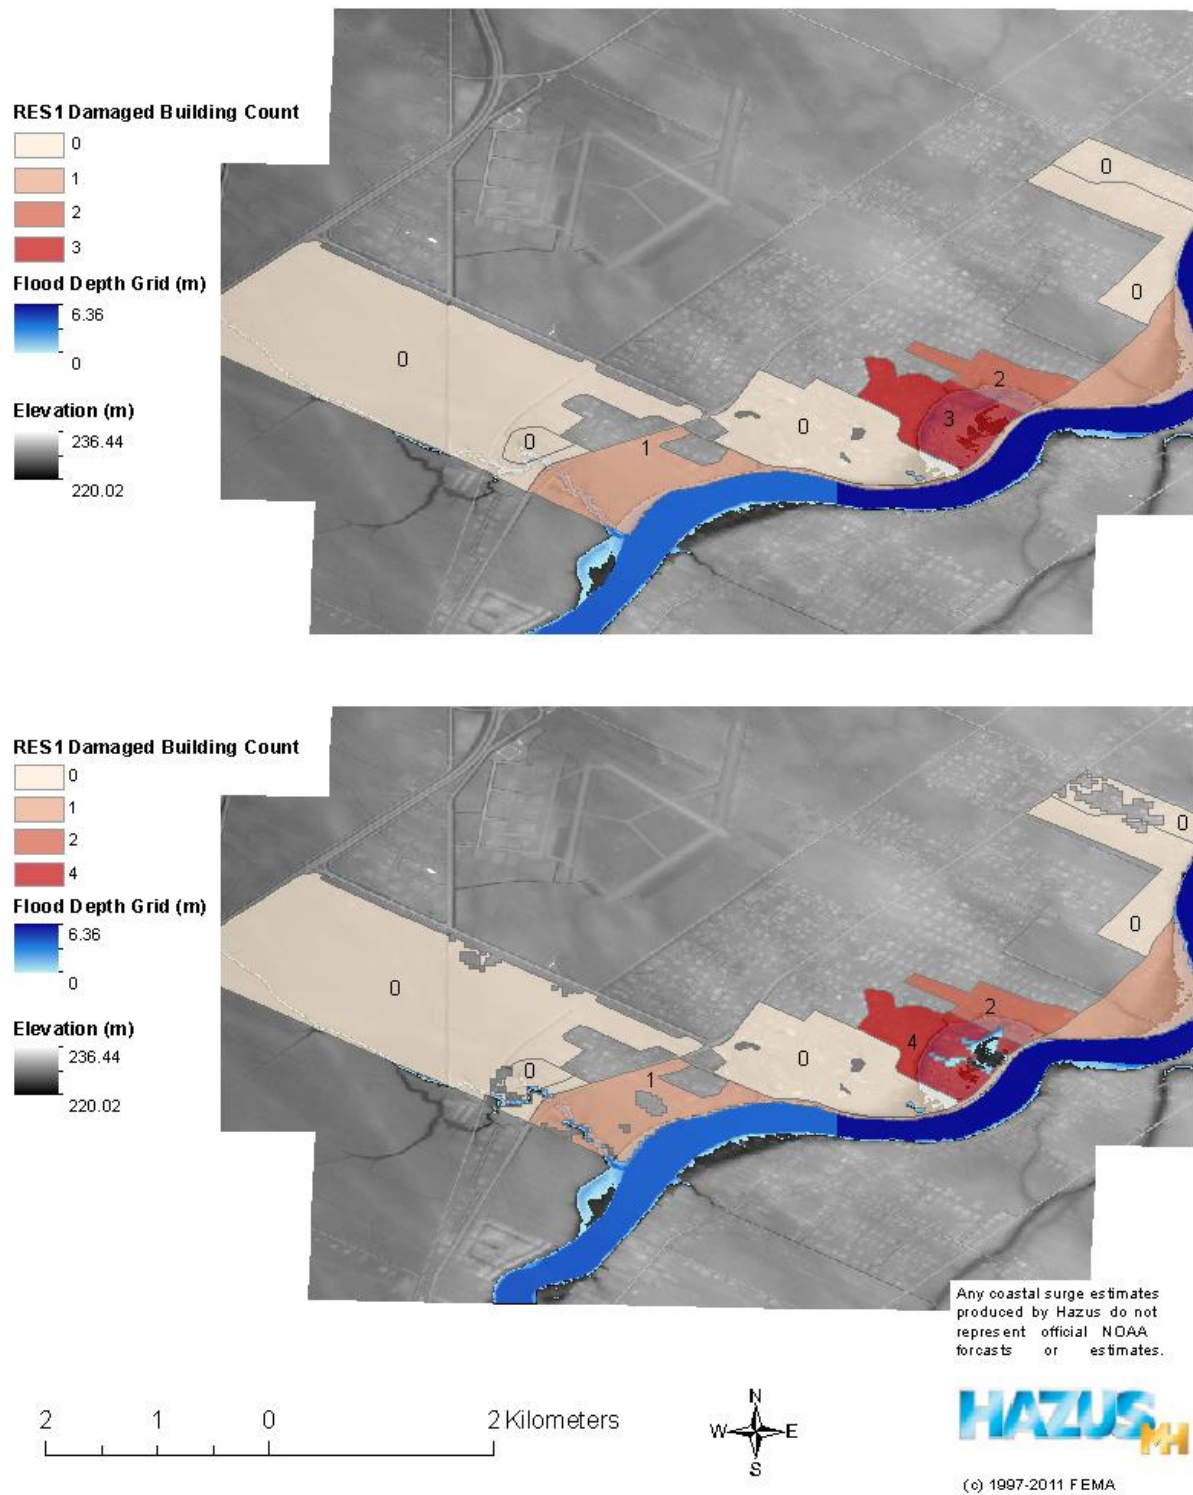 RES1 Damaged Building Count
0
1
2
3
Flood Depth Grid (m)
6.36
0
Elevation (m)
236.44
220.02
0
0
0
2
3
0
0
1
RES1 Damaged Building Count
0
1
2
4
Flood Depth Grid (m)
6.36
0
Elevation (m)
236.44
220.02
0
0
0
2
4
0
0
1
Any coastal surge estimates
produced by Hazus do not
represent official NOAA
forcasts or estimates.
2 1 0 2 Kilometers
N
W E
S
HAZUS MH
(c) 1997-2011 FEMA